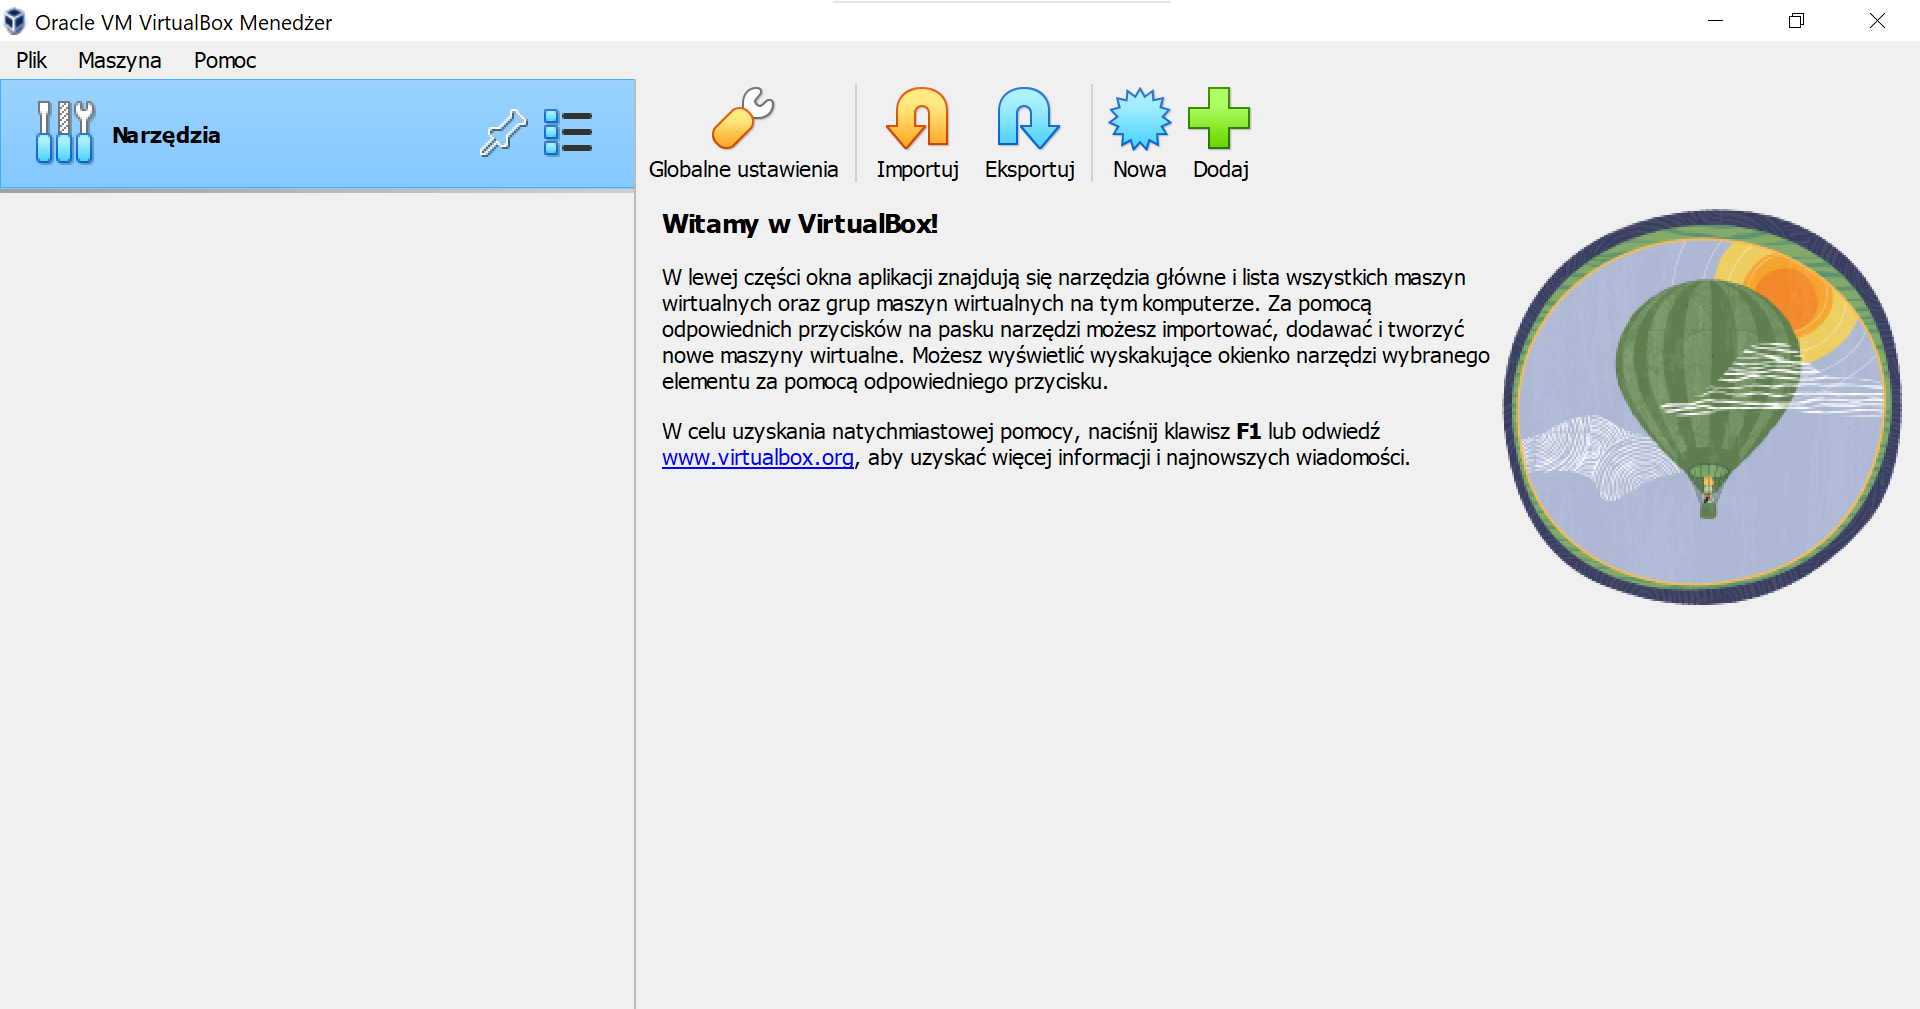 Oracle VM VirtualBox Menedżer
Plik Maszyna Pomoc
Narzędzia
Globalne ustawienia Importuj Eksportuj Nowa Dodaj
Witamy w VirtualBox!
W lewej części okna aplikacji znajdują się narzędzia główne i lista wszystkich maszyn
wirtualnych oraz grup maszyn wirtualnych na tym komputerze. Za pomocą
odpowiednich przycisków na pasku narzędzi możesz importować, dodawać i tworzyć
nowe maszyny wirtualne. Możesz wyświetlić wyskakujące okienko narzędzi wybranego
elementu za pomocą odpowiedniego przycisku.
W celu uzyskania natychmiastowej pomocy, naciśnij klawisz F1 lub odwiedź
www.virtualbox.org, aby uzyskać więcej informacji i najnowszych wiadomości.